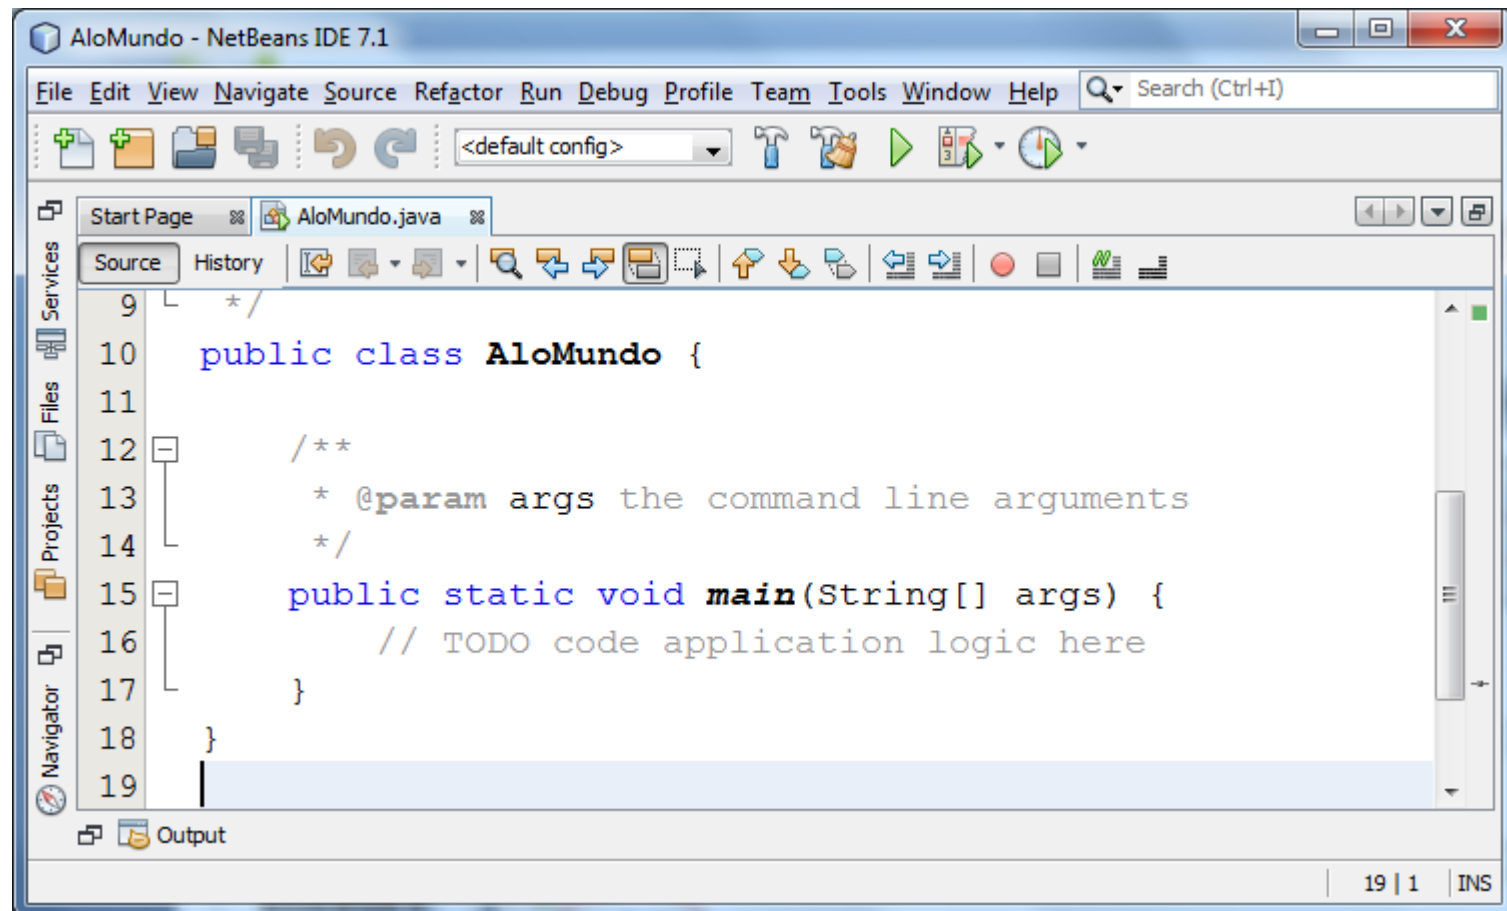 AloMundo - NetBeans IDE 7.1
File Edit View Navigate Source Refactor Run Debug Profile Team Tools Window Help Search (Ctrl+I)
<default config>
Start Page AloMundo.java
Source History
Services
Files
Projects
Navigator
9 */
10 public class AloMundo {
11
12 /**
13 * @param args the command line arguments
14 */
15 public static void main(String[] args) {
16 // TODO code application logic here
17 }
18 }
19
Output
19 | 1 INS